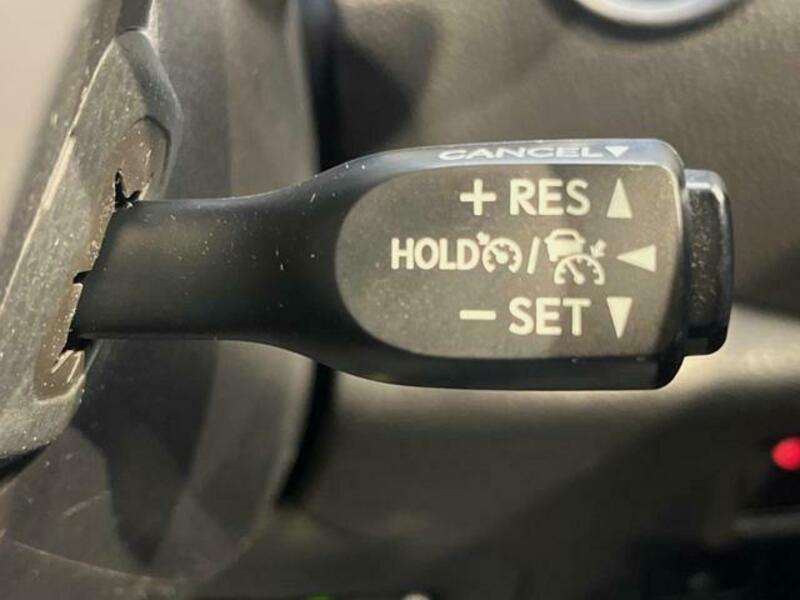 CANCEL▼
+ RES ▲
HOLD / ◀
− SET ▼